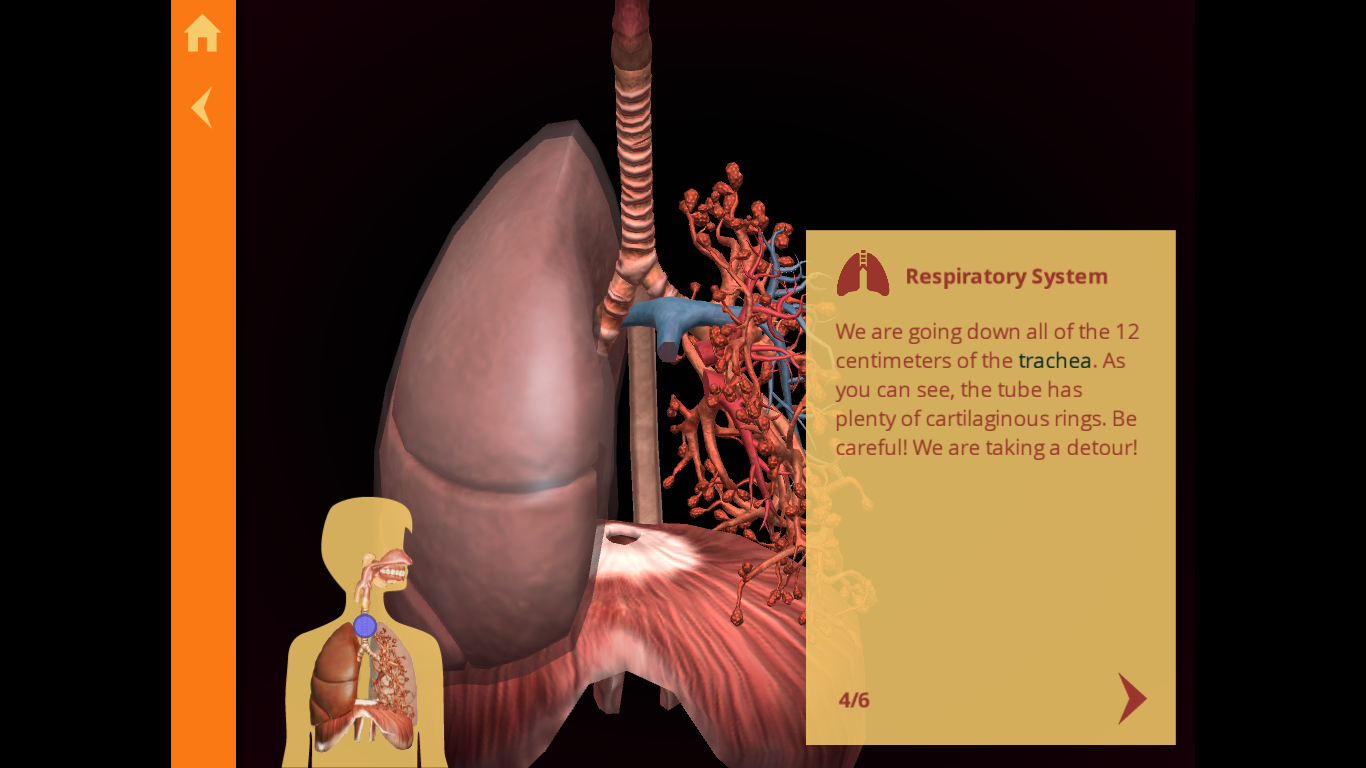 Respiratory System
We are going down all of the 12
centimeters of the trachea. As
you can see, the tube has
plenty of cartilaginous rings. Be
careful! We are taking a detour!
4/6